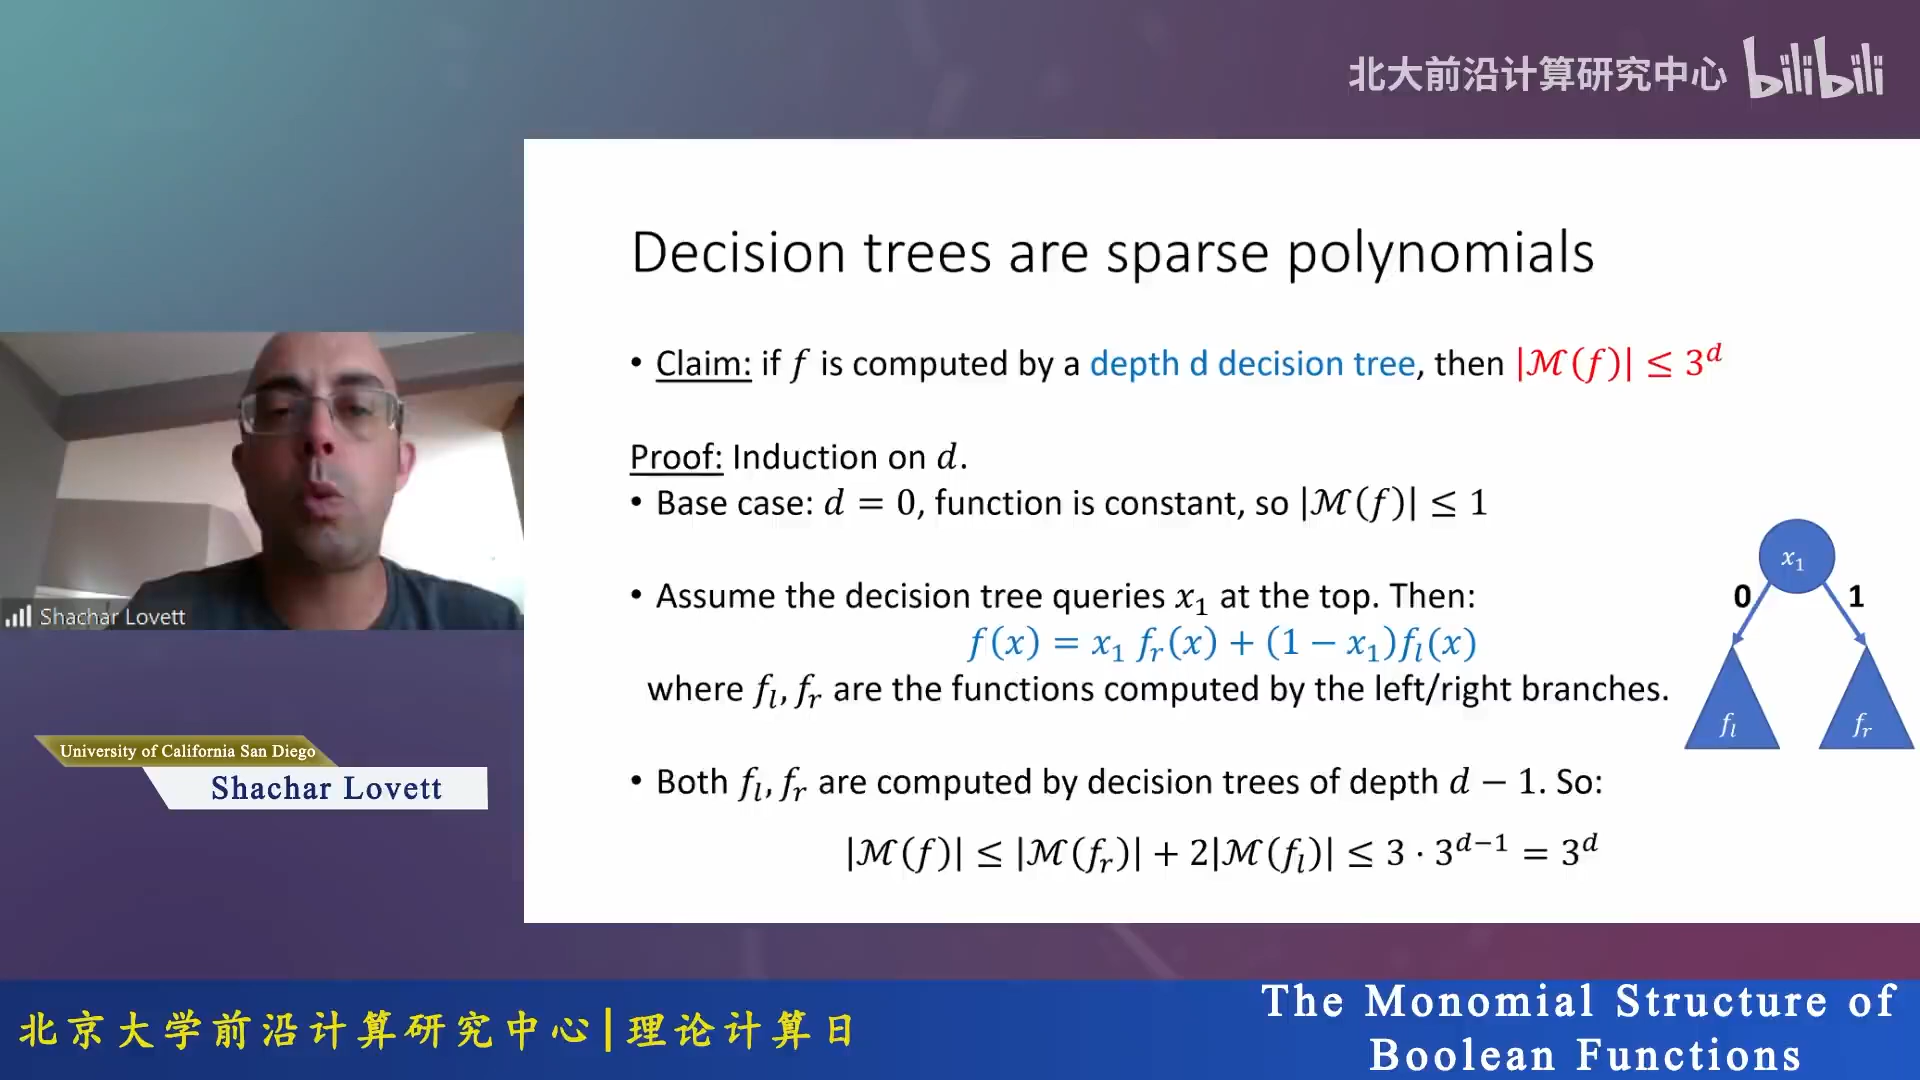 北大前沿计算研究中心 bilibili
Decision trees are sparse polynomials
• Claim: if f is computed by a depth d decision tree, then |ℳ(f)| ≤ 3^d
Proof: Induction on d.
• Base case: d = 0, function is constant, so |ℳ(f)| ≤ 1
• Assume the decision tree queries x₁ at the top. Then:
f(x) = x₁ f_r(x) + (1 − x₁)f_l(x)
where f_l, f_r are the functions computed by the left/right branches.
• Both f_l, f_r are computed by decision trees of depth d − 1. So:
|ℳ(f)| ≤ |ℳ(f_r)| + 2|ℳ(f_l)| ≤ 3 · 3^{d−1} = 3^d
x₁
0 1
f_l f_r
Shachar Lovett
University of California San Diego
Shachar Lovett
北京大学前沿计算研究中心|理论计算日
The Monomial Structure of
Boolean Functions